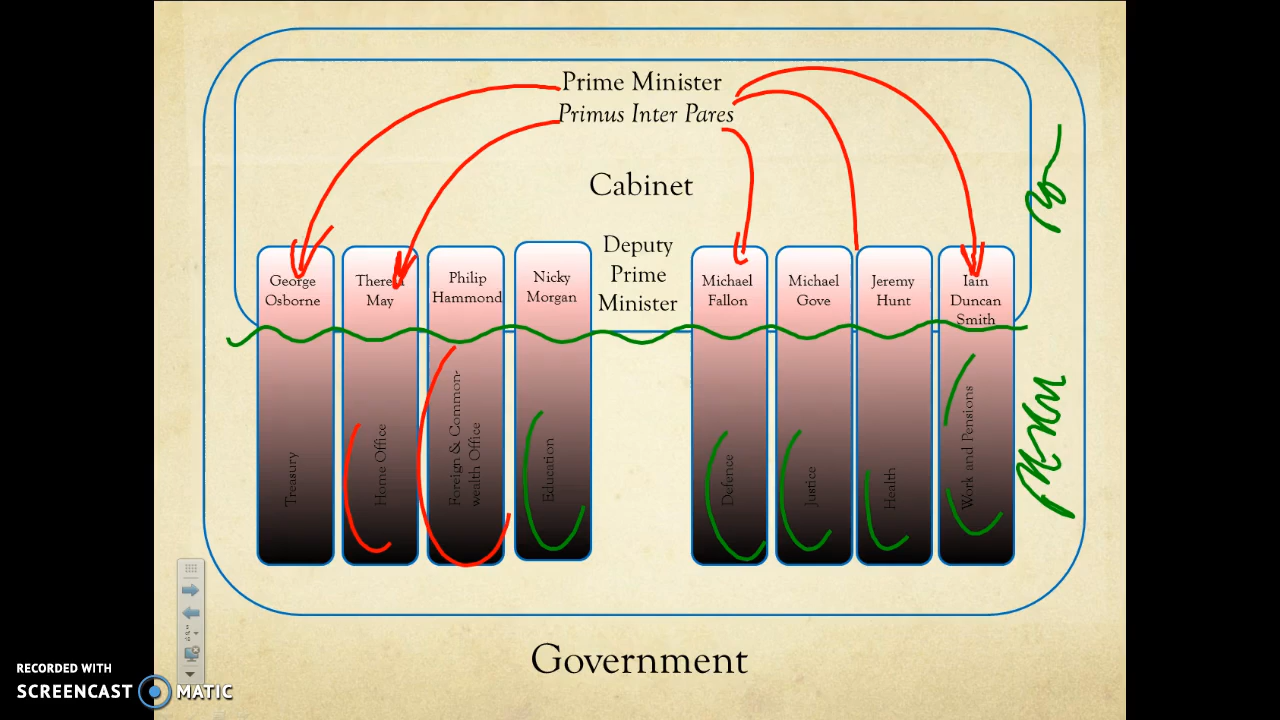 Prime Minister
Primus Inter Pares
Cabinet
Deputy
Prime
Minister
George
Osborne
May
Philip
Hammond
Nicky
Morgan
Michael
Fallon
Michael
Gove
Jeremy
Hunt
Iain
Duncan
Smith
Treasury
Home Office
Foreign & Common-
wealth Office
Education
Defence
Justice
Health
Work and Pensions
Government
RECORDED WITH
SCREENCAST MATIC